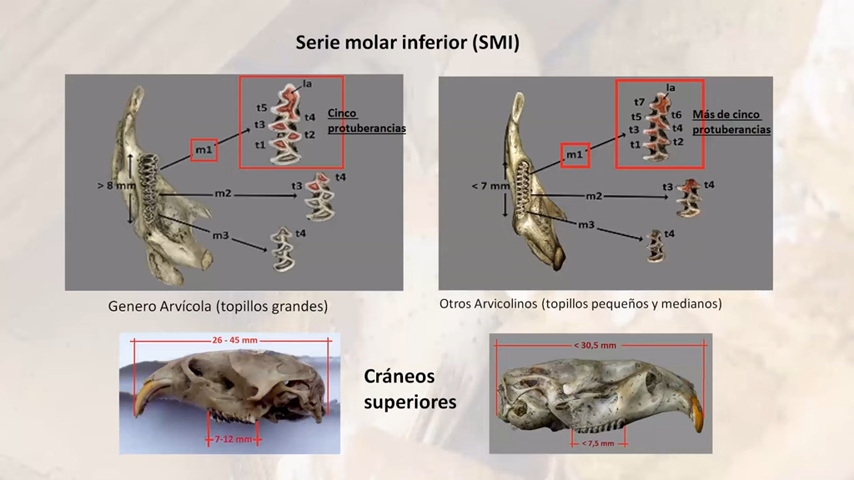 Serie molar inferior (SMI)
la
t5
t4
t3
t2
t1
Cinco
protuberancias
m1
> 8 mm
m2
t3
t4
m3
t4
la
t7
t6
t5
t4
t3
t2
t1
Más de cinco
protuberancias
m1
< 7 mm
m2
t3
t4
m3
t4
Genero Arvícola (topillos grandes)
Otros Arvicolinos (topillos pequeños y medianos)
26 - 45 mm
7-12 mm
Cráneos
superiores
< 30,5 mm
< 7,5 mm